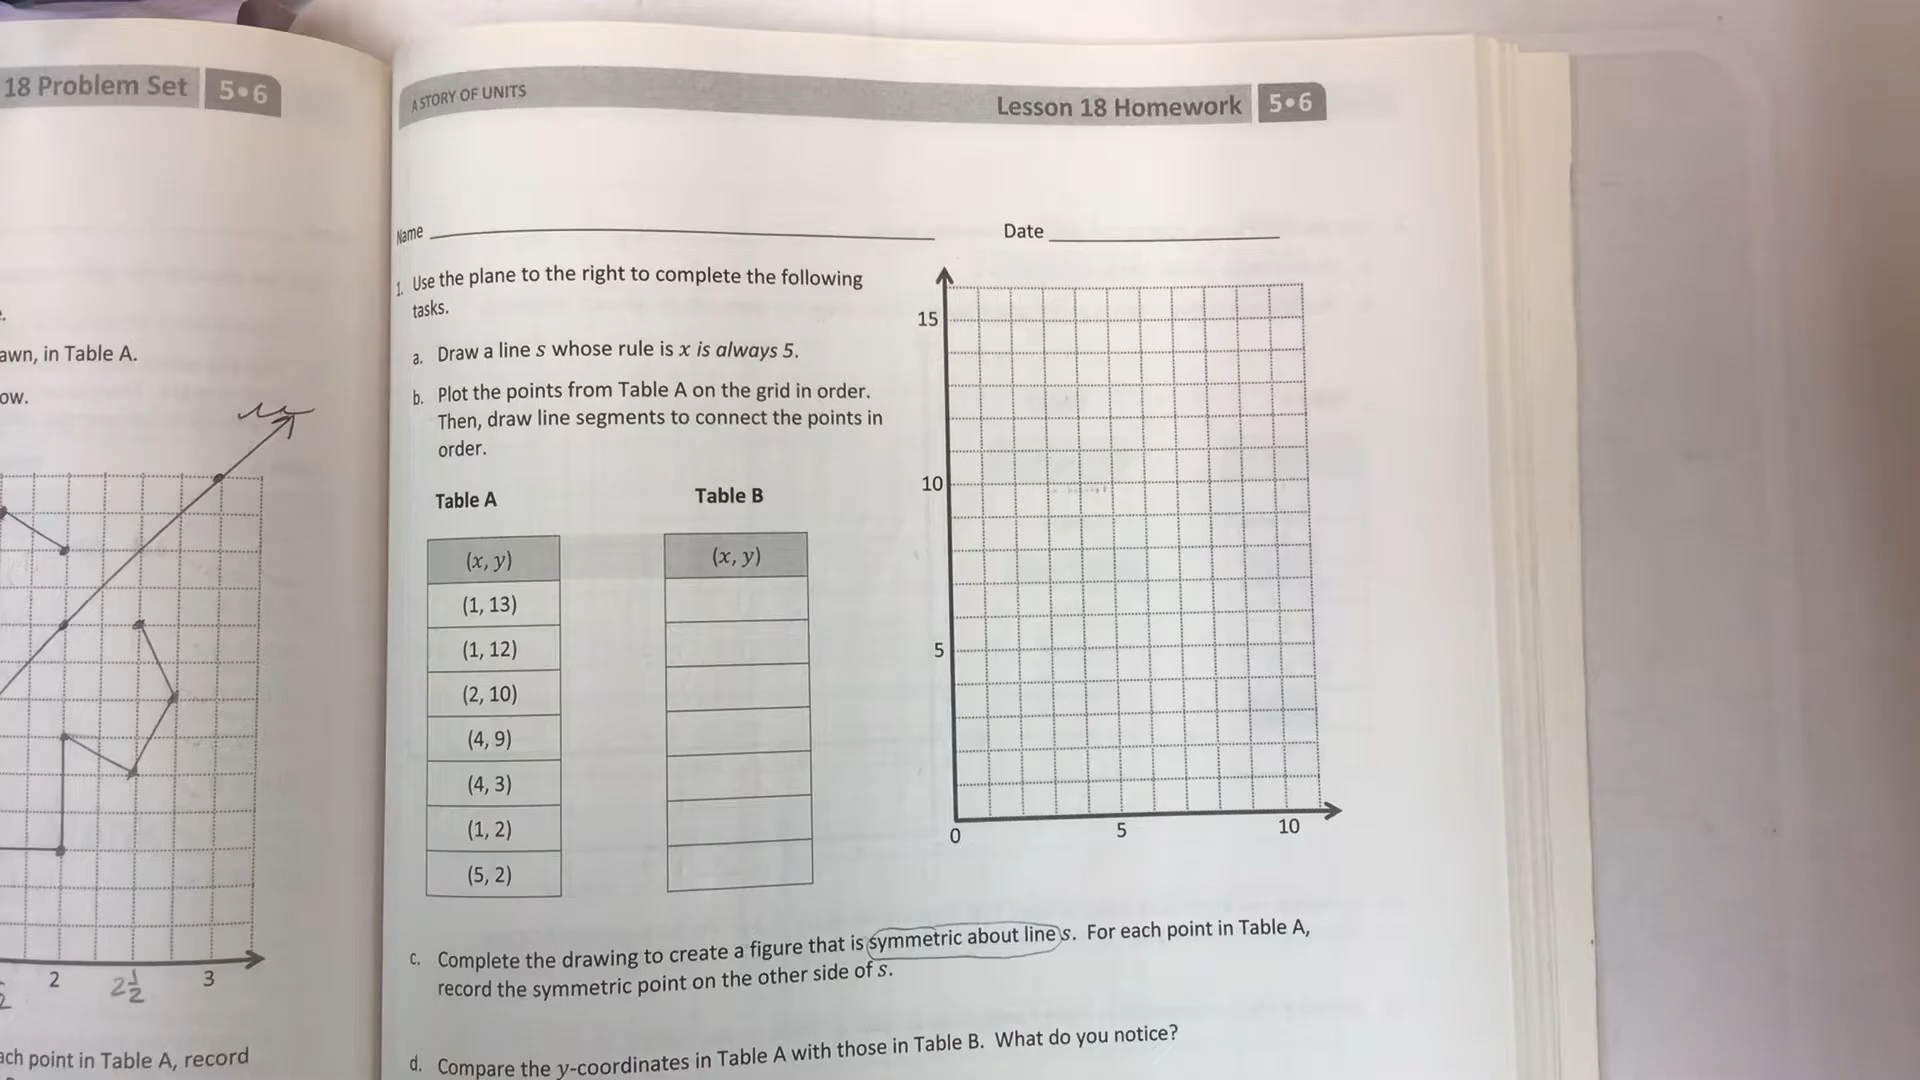 18 Problem Set 5•6
awn, in Table A.
ow.
2 2½ 3
ach point in Table A, record
A STORY OF UNITS
Lesson 18 Homework 5•6
Name
Date
1. Use the plane to the right to complete the following
tasks.
a. Draw a line s whose rule is x is always 5.
b. Plot the points from Table A on the grid in order.
Then, draw line segments to connect the points in
order.
Table A
(x, y)
(1, 13)
(1, 12)
(2, 10)
(4, 9)
(4, 3)
(1, 2)
(5, 2)
Table B
(x, y)
15
10
5
0 5 10
c. Complete the drawing to create a figure that is symmetric about line s. For each point in Table A,
record the symmetric point on the other side of s.
d. Compare the y-coordinates in Table A with those in Table B. What do you notice?